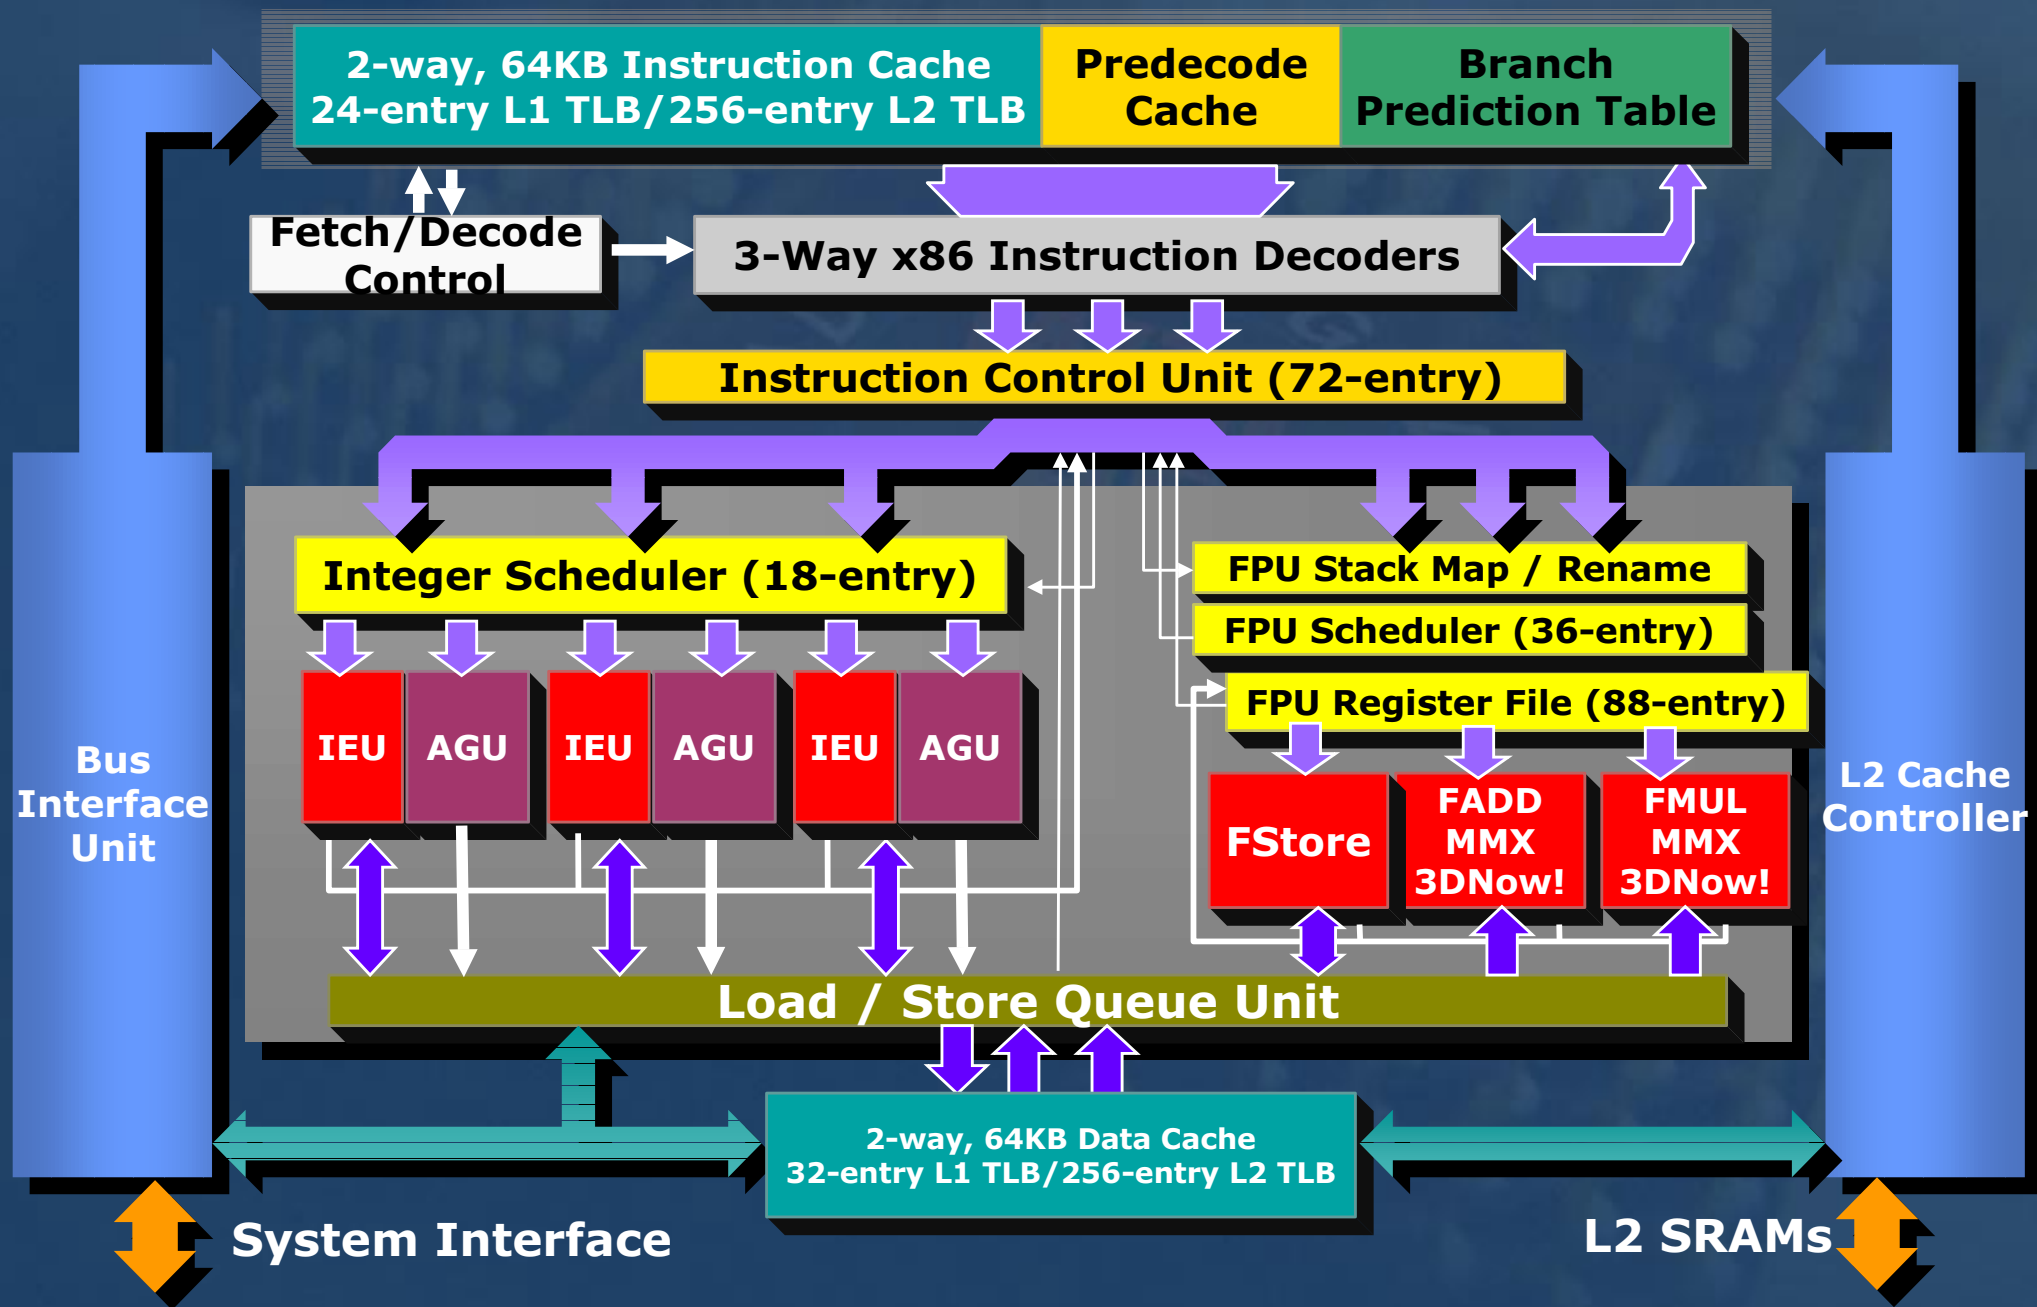 2-way, 64KB Instruction Cache
24-entry L1 TLB/256-entry L2 TLB
Predecode
Cache
Branch
Prediction Table
Fetch/Decode
Control
3-Way x86 Instruction Decoders
Instruction Control Unit (72-entry)
Integer Scheduler (18-entry)
FPU Stack Map / Rename
FPU Scheduler (36-entry)
FPU Register File (88-entry)
IEU
AGU
IEU
AGU
IEU
AGU
Bus
Interface
Unit
L2 Cache
Controller
FStore
FADD
MMX
3DNow!
FMUL
MMX
3DNow!
Load / Store Queue Unit
2-way, 64KB Data Cache
32-entry L1 TLB/256-entry L2 TLB
System Interface
L2 SRAMs